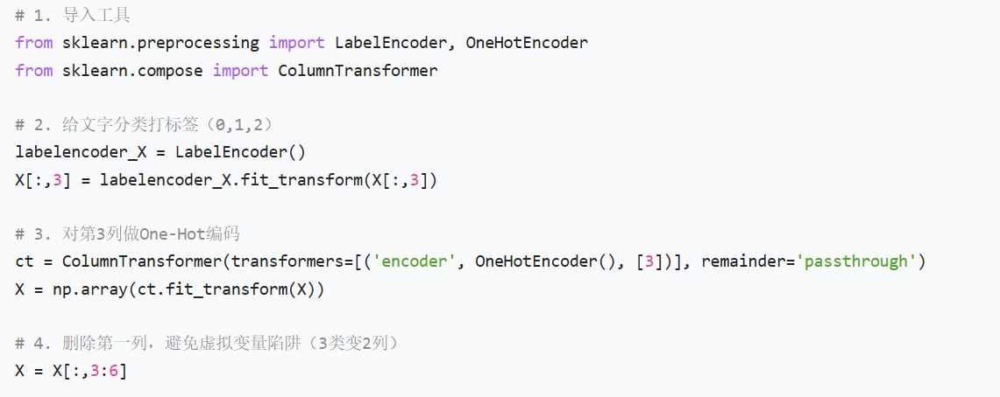 # 1. 导入工具
from sklearn.preprocessing import LabelEncoder, OneHotEncoder
from sklearn.compose import ColumnTransformer
# 2. 给文字分类打标签（0,1,2）
labelencoder_X = LabelEncoder()
X[:,3] = labelencoder_X.fit_transform(X[:,3])
# 3. 对第3列做One-Hot编码
ct = ColumnTransformer(transformers=[('encoder', OneHotEncoder(), [3])], remainder='passthrough')
X = np.array(ct.fit_transform(X))
# 4. 删除第一列，避免虚拟变量陷阱（3类变2列）
X = X[:,3:6]